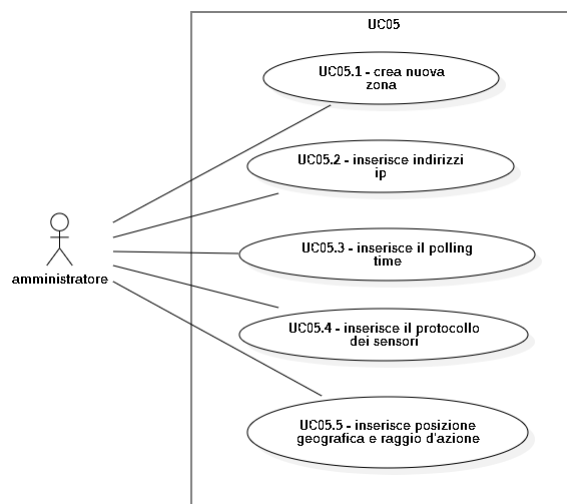 UC05
UC05.1 - crea nuova
zona
UC05.2 - inserisce indirizzi
ip
UC05.3 - inserisce il polling
time
amministratore
UC05.4 - inserisce il protocollo
dei sensori
UC05.5 - inserisce posizione
geografica e raggio d'azione